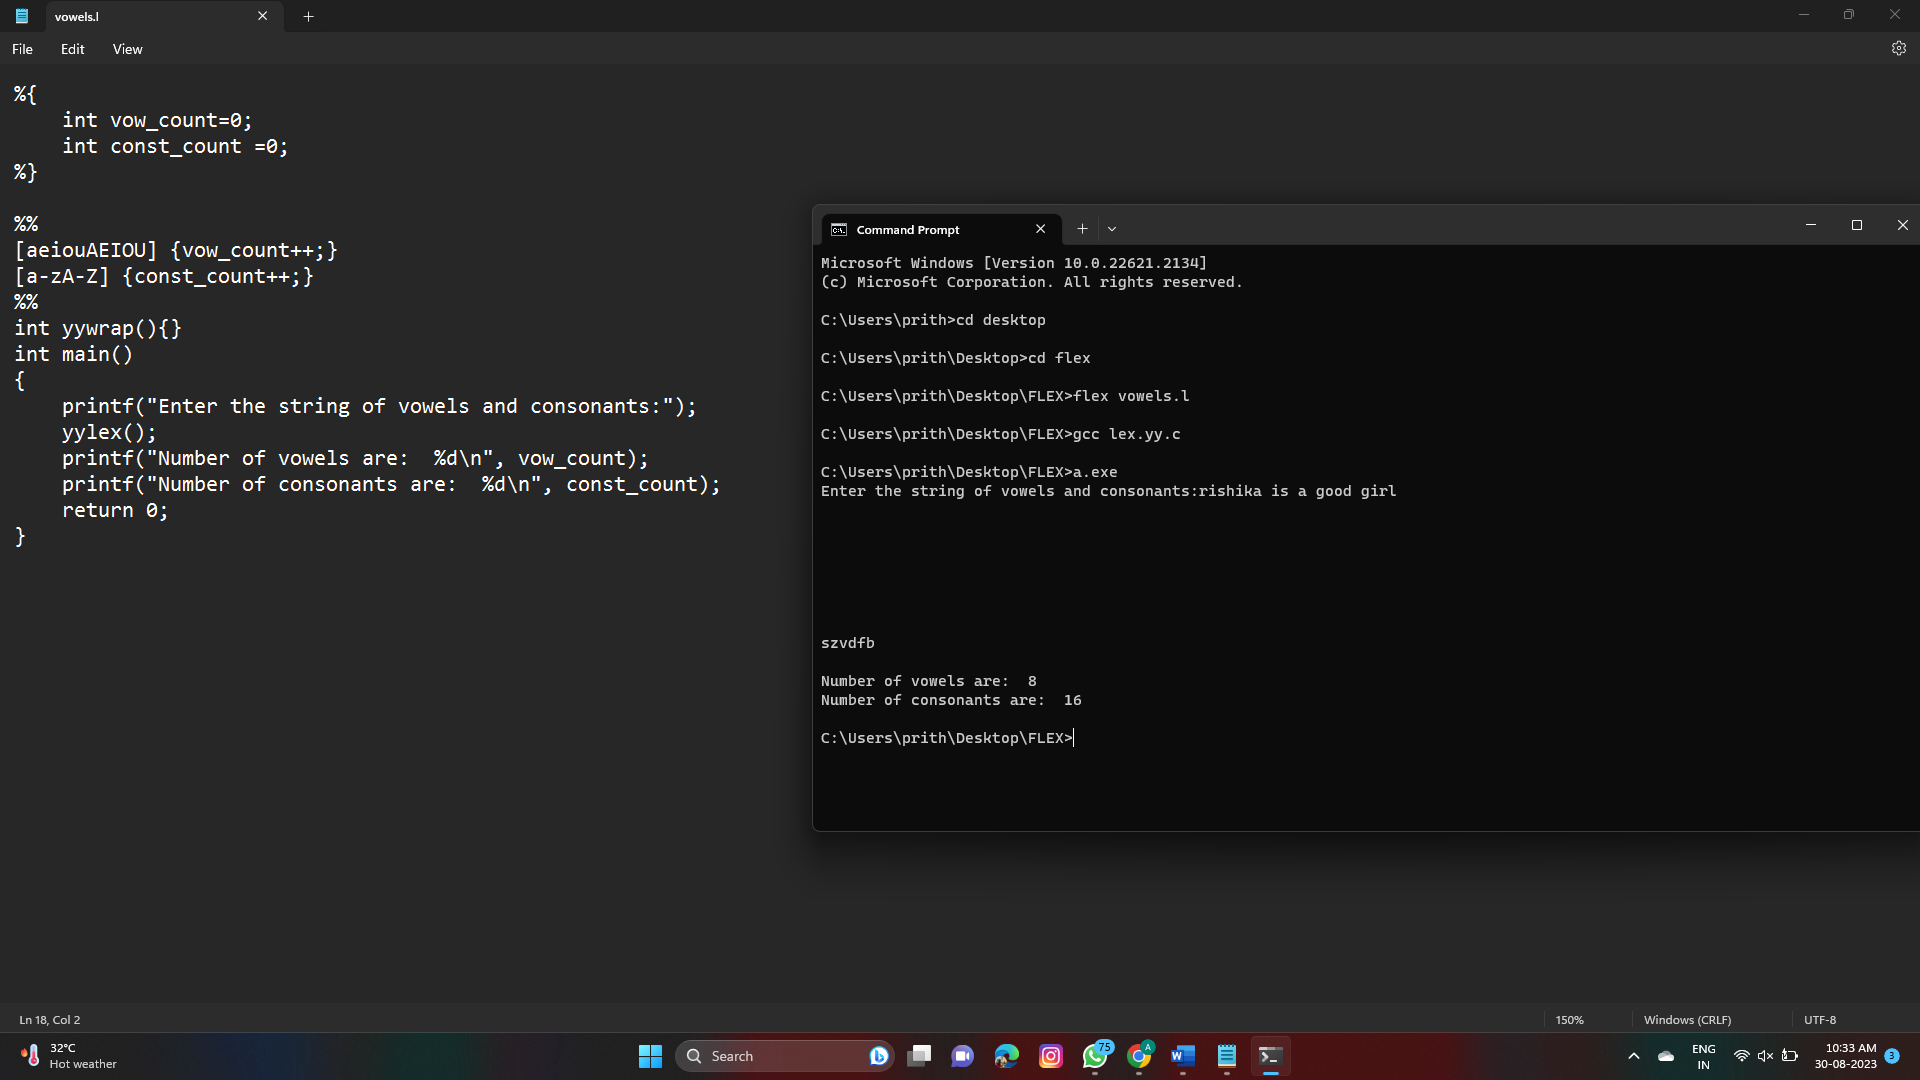 vowels.l
File Edit View
%{
    int vow_count=0;
    int const_count =0;
%}
%%
[aeiouAEIOU] {vow_count++;}
[a-zA-Z] {const_count++;}
%%
int yywrap(){}
int main()
{
    printf("Enter the string of vowels and consonants:");
    yylex();
    printf("Number of vowels are:  %d\n", vow_count);
    printf("Number of consonants are:  %d\n", const_count);
    return 0;
}
Command Prompt
Microsoft Windows [Version 10.0.22621.2134]
(c) Microsoft Corporation. All rights reserved.
C:\Users\prith>cd desktop
C:\Users\prith\Desktop>cd flex
C:\Users\prith\Desktop\FLEX>flex vowels.l
C:\Users\prith\Desktop\FLEX>gcc lex.yy.c
C:\Users\prith\Desktop\FLEX>a.exe
Enter the string of vowels and consonants:rishika is a good girl
szvdfb
Number of vowels are:  8
Number of consonants are:  16
C:\Users\prith\Desktop\FLEX>
Ln 18, Col 2
150%
Windows (CRLF)
UTF-8
32°C
Hot weather
Search
75
A
W
ENG
IN
10:33 AM
30-08-2023
3